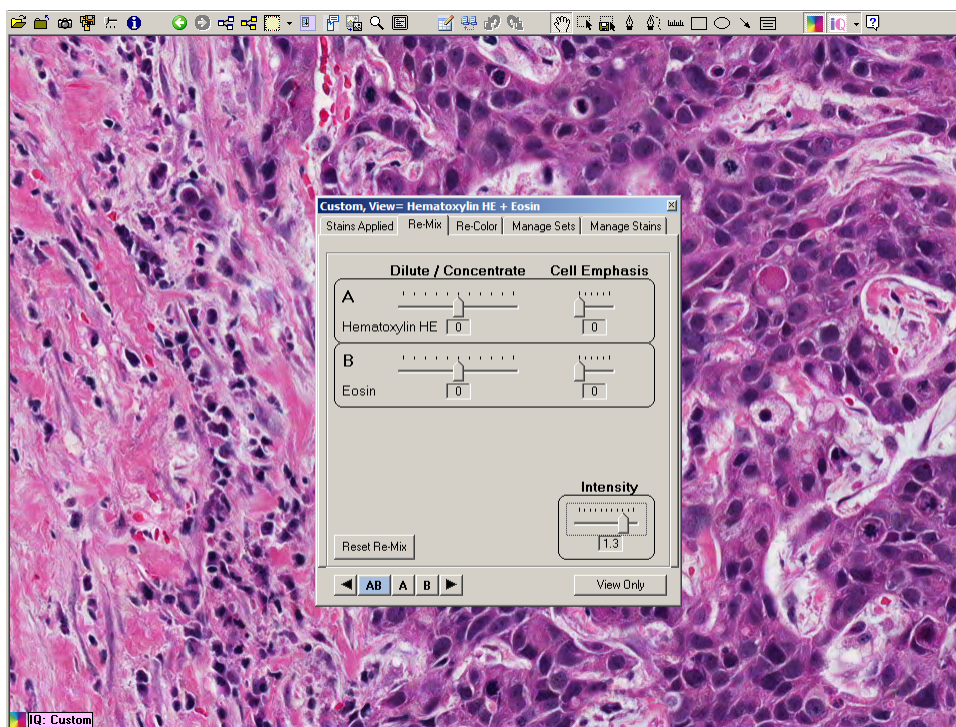 Custom, View= Hematoxylin HE + Eosin
Stains Applied Re-Mix Re-Color Manage Sets Manage Stains
Dilute / Concentrate Cell Emphasis
A
Hematoxylin HE 0 0
B
Eosin 0 0
Intensity
1.3
Reset Re-Mix
AB A B View Only
IQ: Custom
iQ